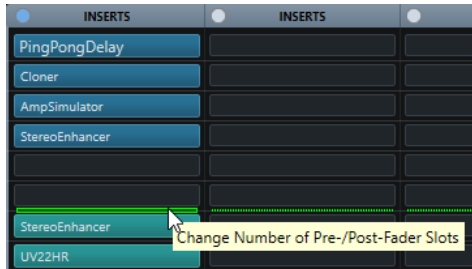 INSERTS INSERTS
PingPongDelay
Cloner
AmpSimulator
StereoEnhancer
StereoEnhancer
Change Number of Pre-/Post-Fader Slots
UV22HR